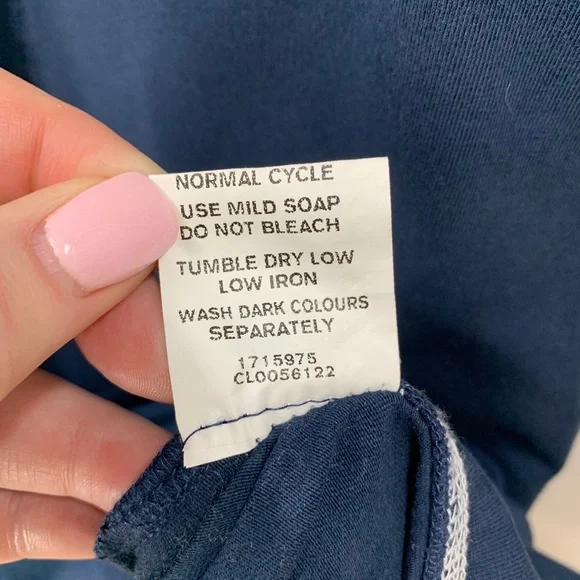 NORMAL CYCLE
USE MILD SOAP
DO NOT BLEACH
TUMBLE DRY LOW
LOW IRON
WASH DARK COLOURS
SEPARATELY
1715975
CL0056122